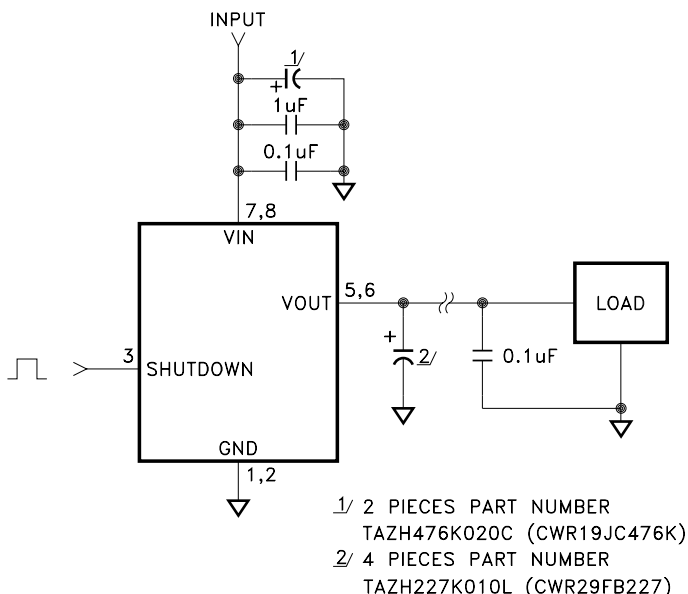 INPUT
1/
+
1uF
0.1uF
7,8
VIN
VOUT
5,6
LOAD
+
2/
0.1uF
3
SHUTDOWN
GND
1,2
1/ 2 PIECES PART NUMBER
TAZH476K020C (CWR19JC476K)
2/ 4 PIECES PART NUMBER
TAZH227K010L (CWR29FB227)